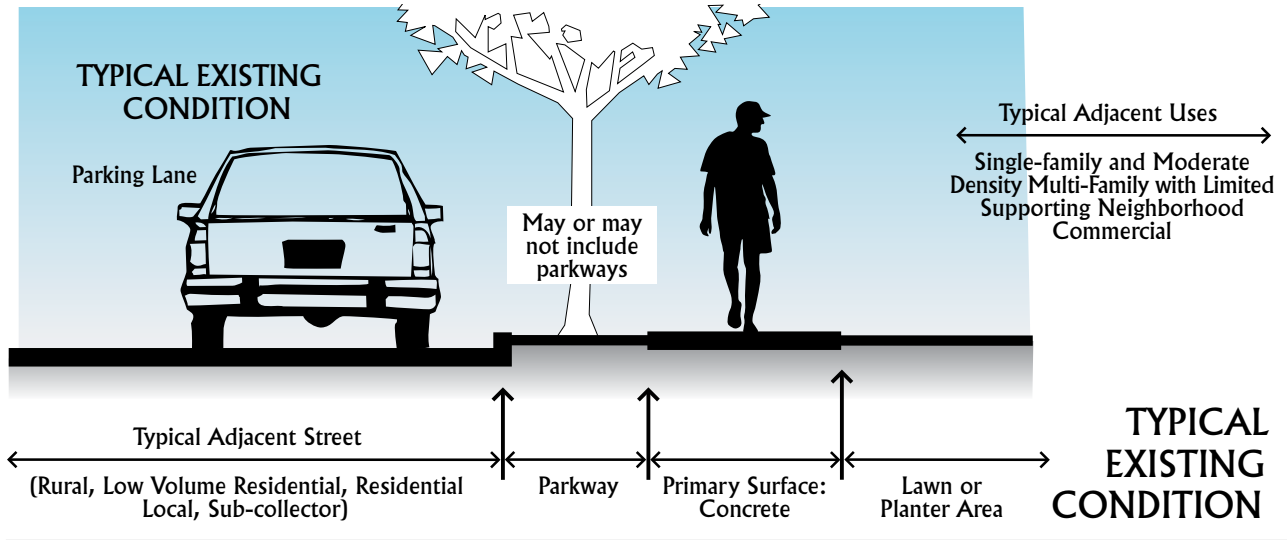 TYPICAL EXISTING
CONDITION
Parking Lane
May or may
not include
parkways
Typical Adjacent Uses
Single-family and Moderate
Density Multi-Family with Limited
Supporting Neighborhood
Commercial
Typical Adjacent Street
(Rural, Low Volume Residential, Residential
Local, Sub-collector)
Parkway
Primary Surface:
Concrete
Lawn or
Planter Area
TYPICAL
EXISTING
CONDITION